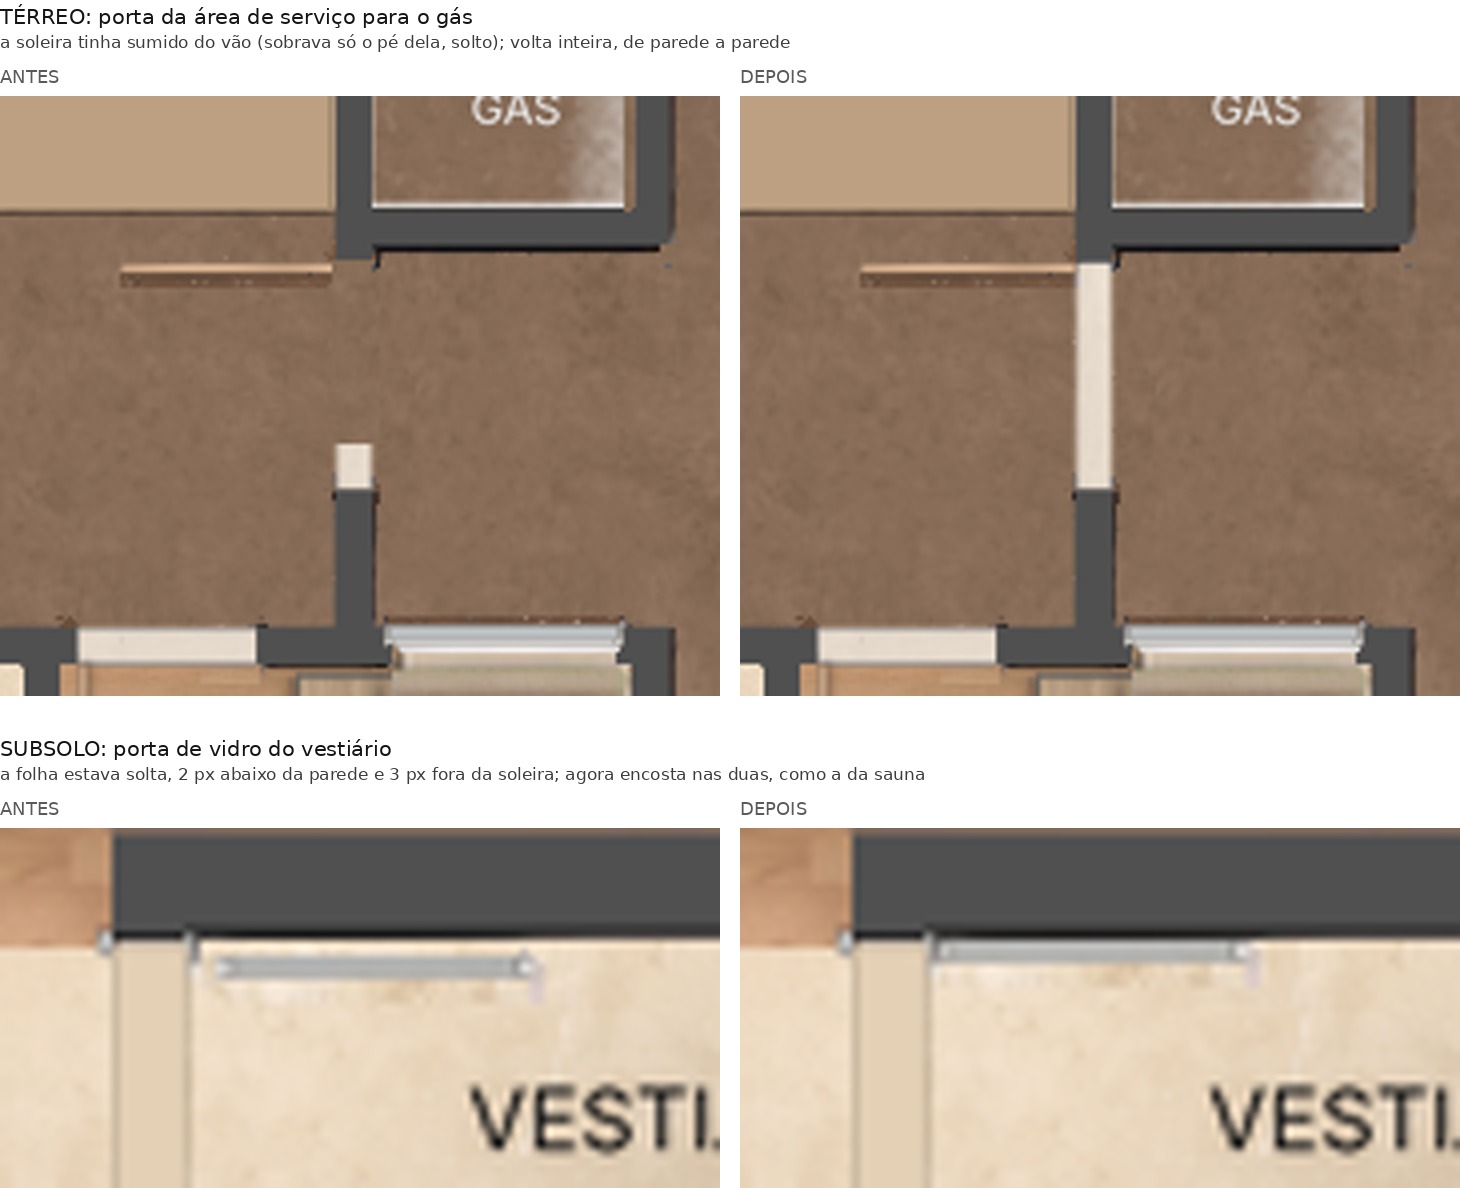 TÉRREO: porta da área de serviço para o gás
a soleira tinha sumido do vão (sobrava só o pé dela, solto); volta inteira, de parede a parede
ANTES
DEPOIS
GÁS
GÁS
SUBSOLO: porta de vidro do vestiário
a folha estava solta, 2 px abaixo da parede e 3 px fora da soleira; agora encosta nas duas, como a da sauna
ANTES
DEPOIS
VESTI
VESTI